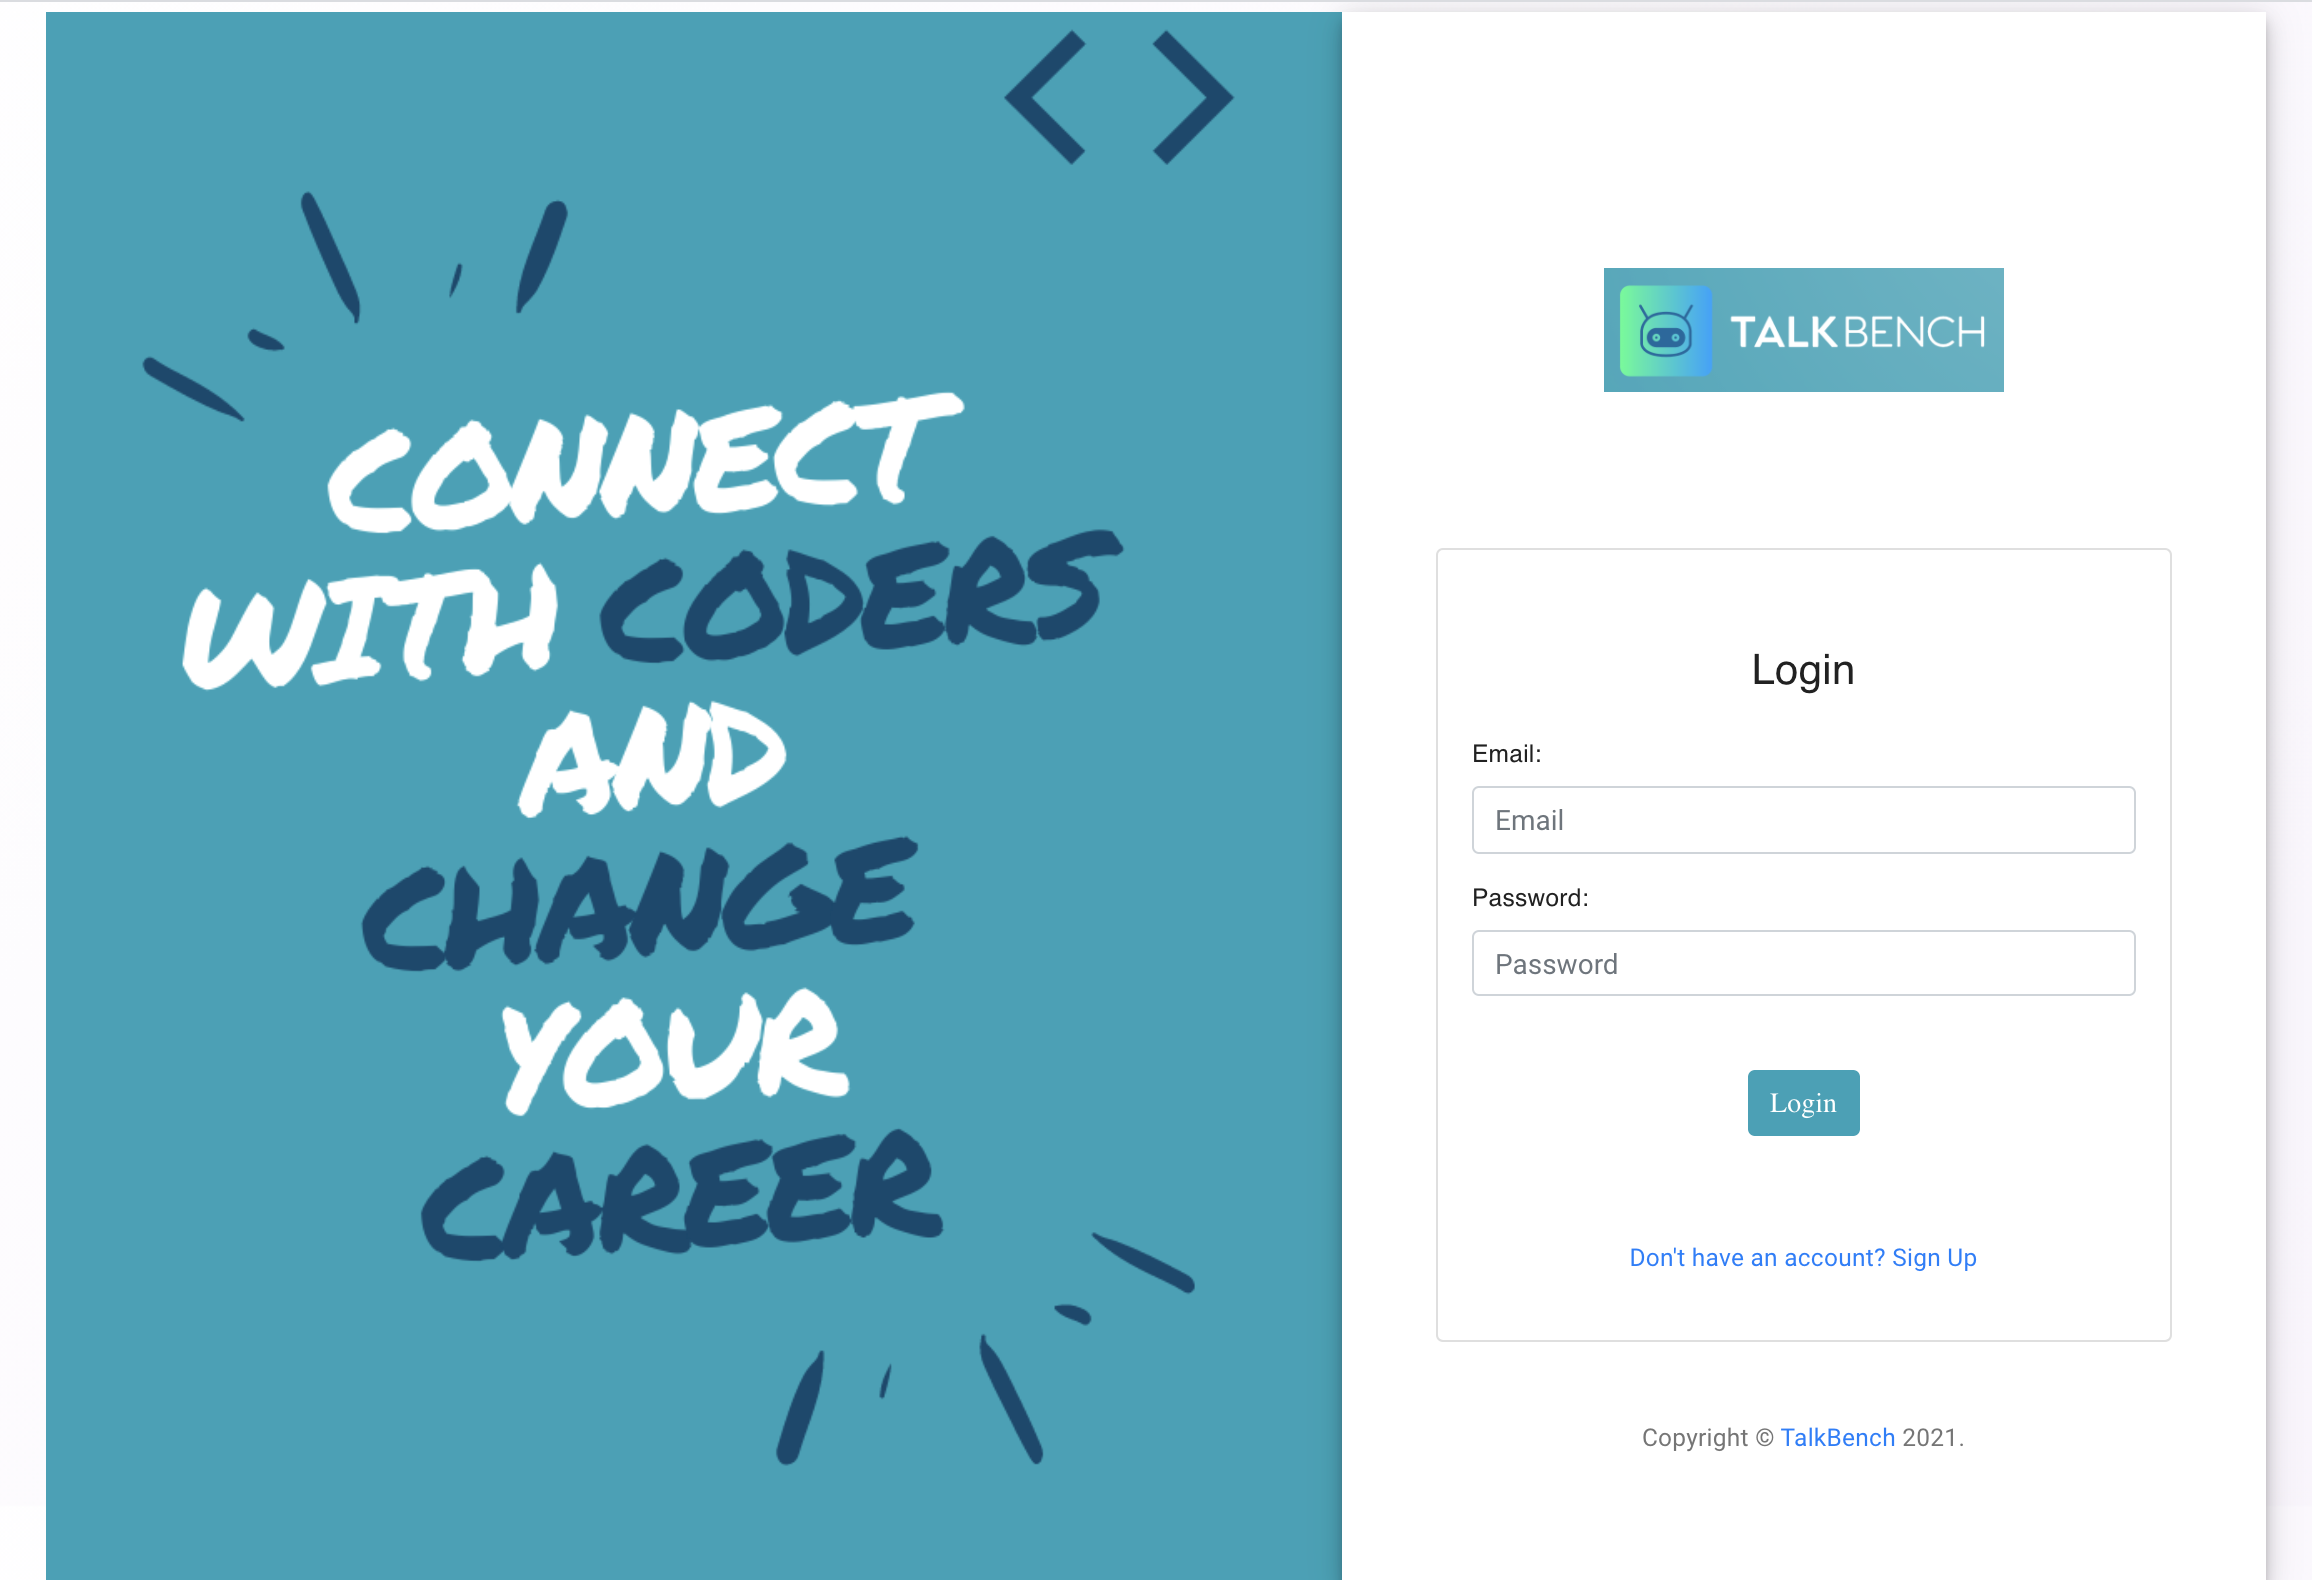 CONNECT
WITH CODERS
AND
CHANGE
YOUR
CAREER
TALKBENCH
Login
Email:
Email
Password:
Password
Login
Don't have an account? Sign Up
Copyright © TalkBench 2021.